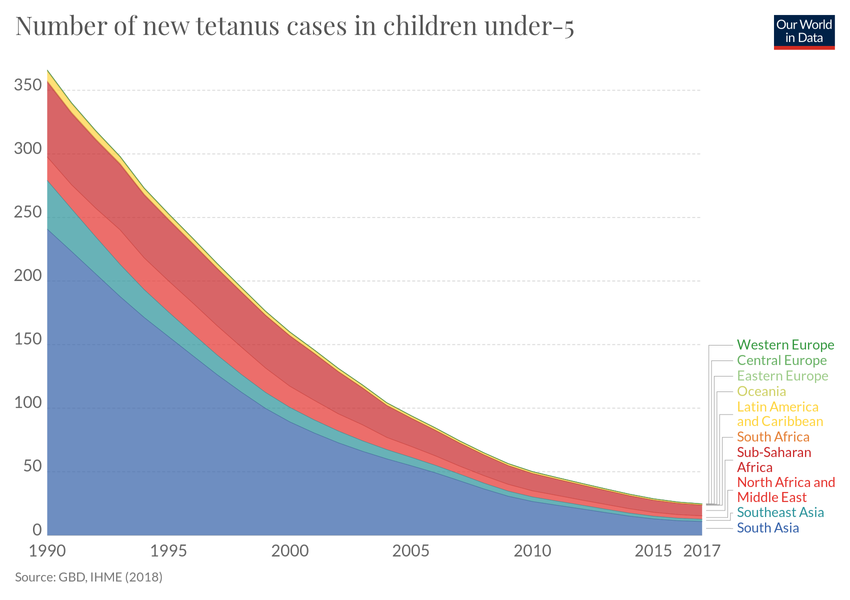 Number of new tetanus cases in children under-5
Our World
in Data
350
300
250
200
150
100
50
0
1990
1995
2000
2005
2010
2015
2017
Western Europe
Central Europe
Eastern Europe
Oceania
Latin America
and Caribbean
South Africa
Sub-Saharan
Africa
North Africa and
Middle East
Southeast Asia
South Asia
Source: GBD, IHME (2018)